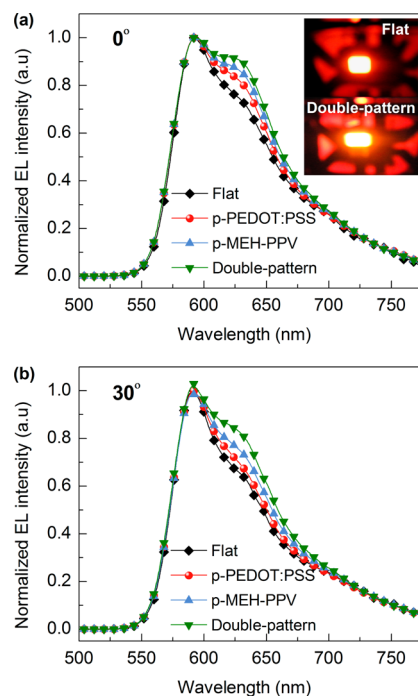 (a)
0°
Flat
Double-pattern
Normalized EL intensity (a.u)
1.0
0.8
0.6
0.4
0.2
0.0
Flat
p-PEDOT:PSS
p-MEH-PPV
Double-pattern
500 550 600 650 700 750
Wavelength (nm)
(b)
30°
Normalized EL intensity (a.u)
1.0
0.8
0.6
0.4
0.2
0.0
Flat
p-PEDOT:PSS
p-MEH-PPV
Double-pattern
500 550 600 650 700 750
Wavelength (nm)